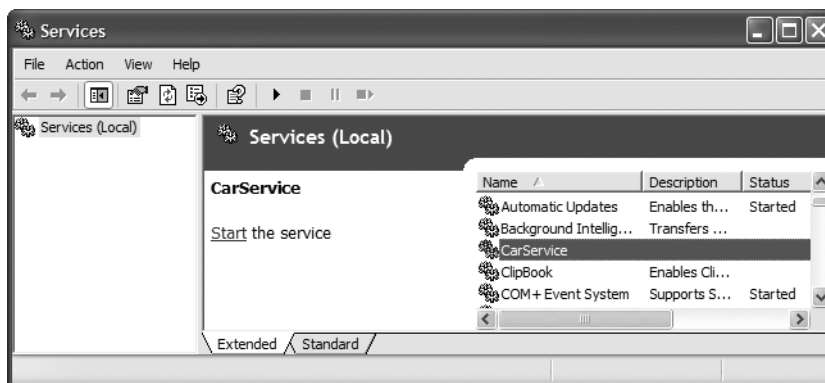 Services
File Action View Help
Services (Local)
Services (Local)
CarService
Start the service
Name Description Status
Automatic Updates Enables th... Started
Background Intellig... Transfers ...
CarService
ClipBook Enables Cli...
COM+ Event System Supports S... Started
Extended Standard